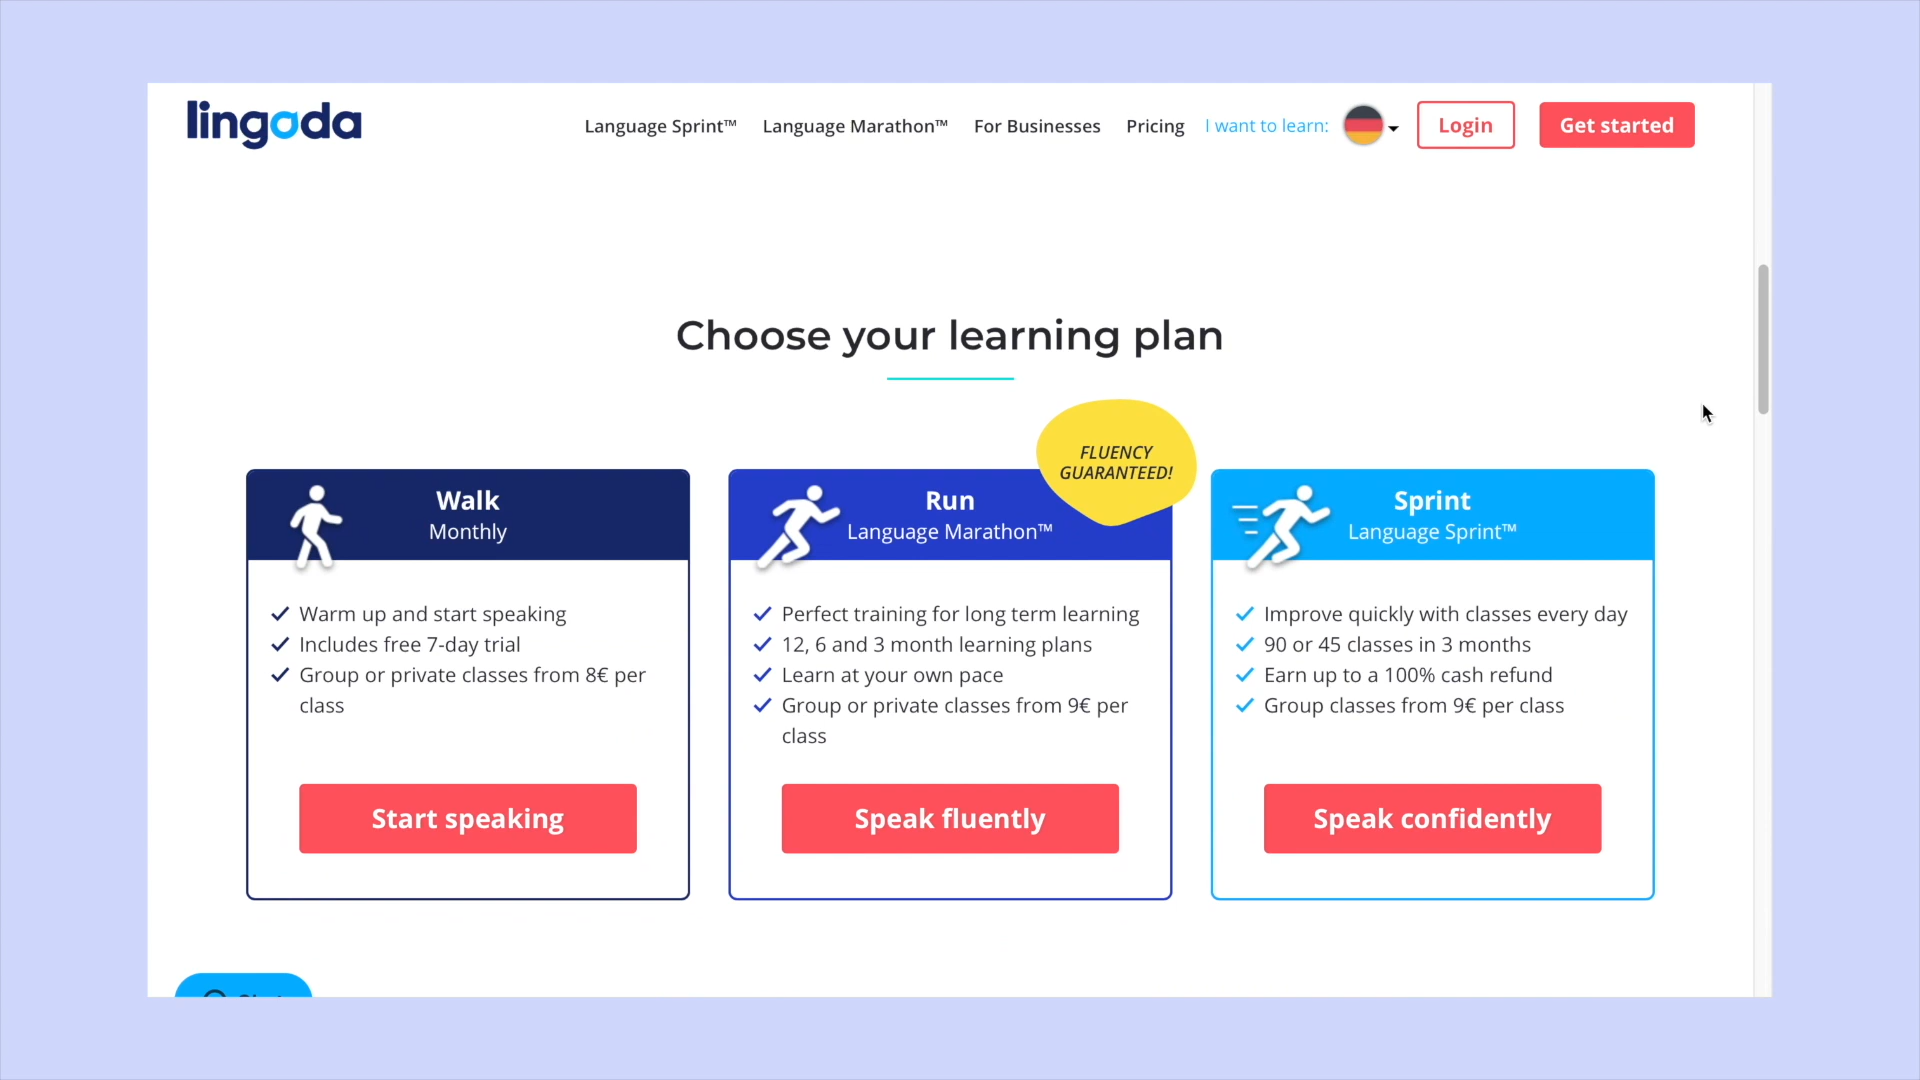 lingoda
Language Sprint™
Language Marathon™
For Businesses
Pricing
I want to learn:
Login
Get started
Choose your learning plan
FLUENCY
GUARANTEED!
Walk
Monthly
Warm up and start speaking
Includes free 7-day trial
Group or private classes from 8€ per
class
Start speaking
Run
Language Marathon™
Perfect training for long term learning
12, 6 and 3 month learning plans
Learn at your own pace
Group or private classes from 9€ per
class
Speak fluently
Sprint
Language Sprint™
Improve quickly with classes every day
90 or 45 classes in 3 months
Earn up to a 100% cash refund
Group classes from 9€ per class
Speak confidently